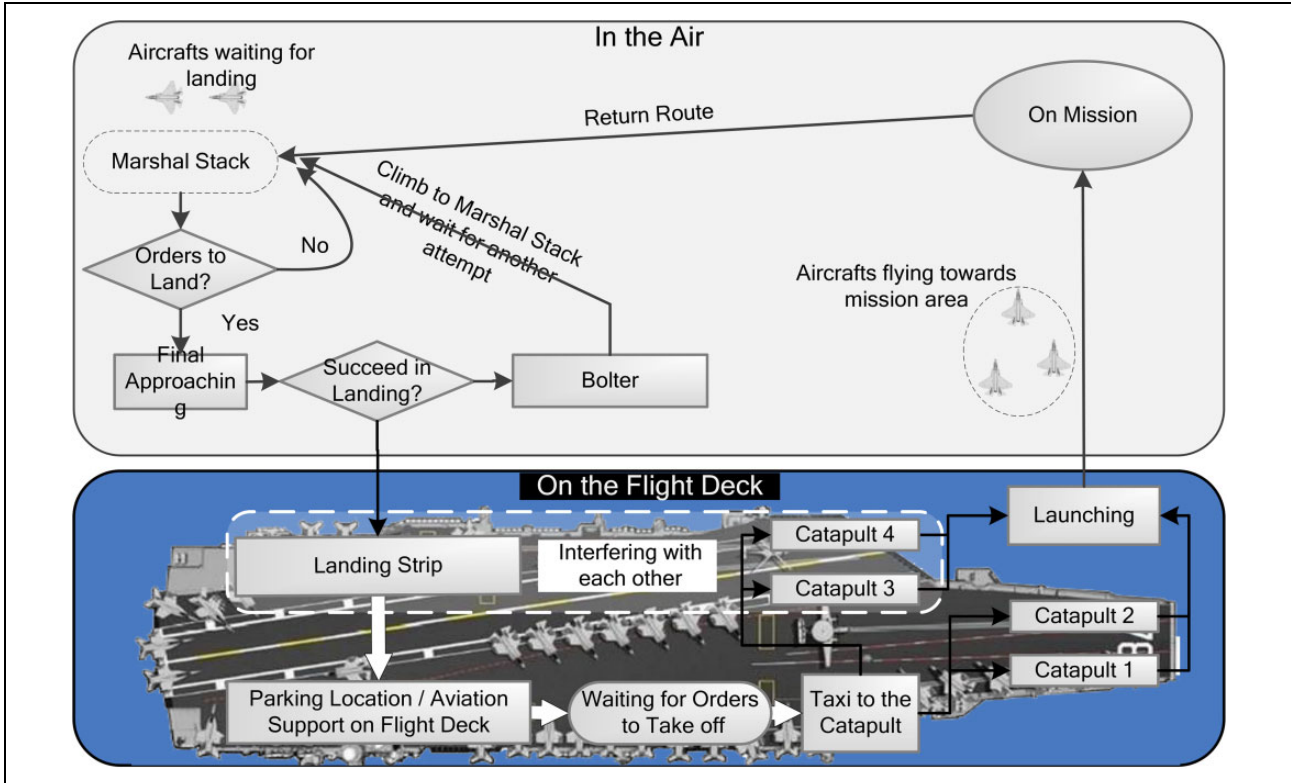 In the Air
Aircrafts waiting for
landing
On Mission
Return Route
Marshal Stack
Climb to Marshal Stack
and wait for another
attempt
No
Orders to
Land?
Aircrafts flying towards
mission area
Yes
Final
Approachin
g
Succeed in
Landing?
Bolter
On the Flight Deck
Launching
Landing Strip
Interfering with
each other
Catapult 4
Catapult 3
Catapult 2
Catapult 1
Parking Location / Aviation
Support on Flight Deck
Waiting for Orders
to Take off
Taxi to the
Catapult